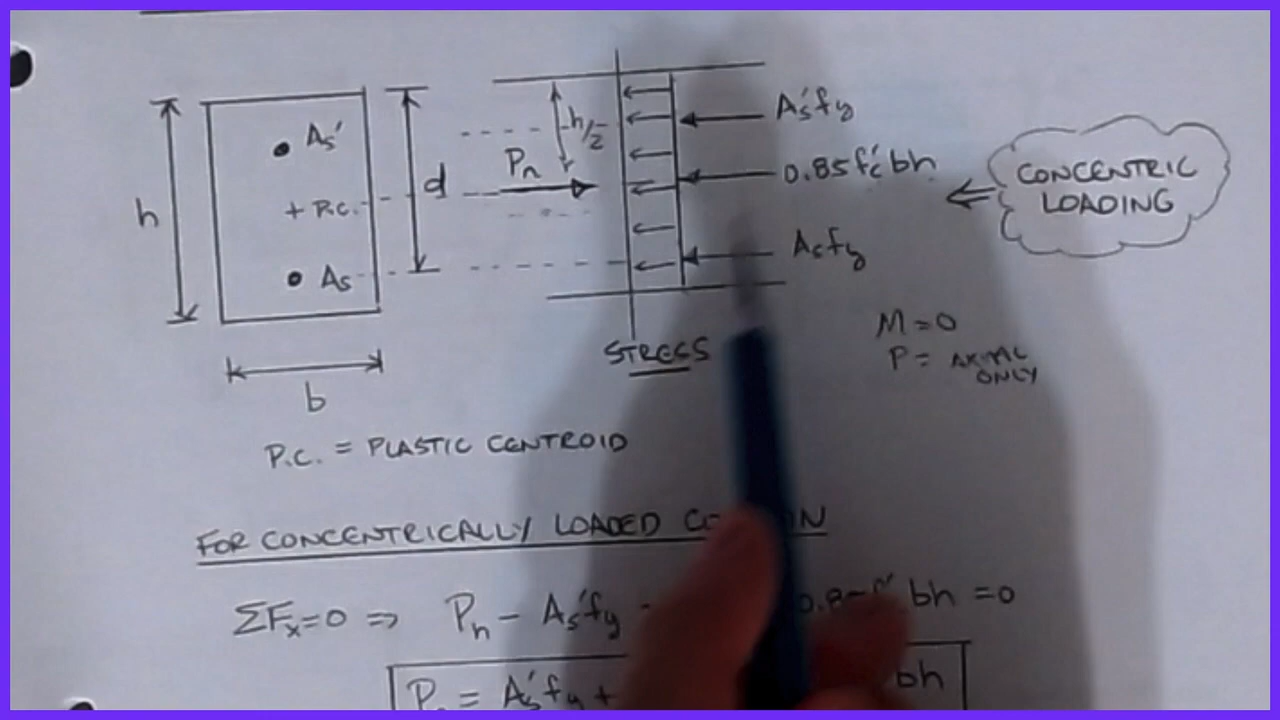 As'
h
+ P.C.
As
d
b
h/2
Pn
As'fy
0.85f'c bh
Asfy
STRESS
CONCENTRIC
LOADING
M = 0
P = AXIAL
ONLY
P.C. = PLASTIC CENTROID
FOR CONCENTRICALLY LOADED
ΣFx=0 ⇒ Pn - As'fy - bh = 0
= As'fy + bh